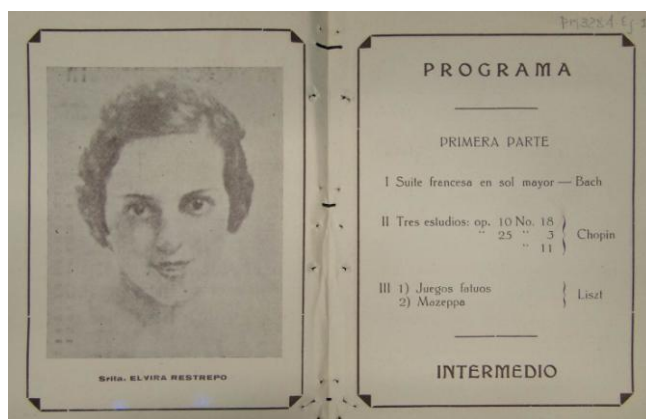 Srita. ELVIRA RESTREPO
PROGRAMA
PRIMERA PARTE
I Suite francesa en sol mayor — Bach
II Tres estudios: op. 10 No. 18
" 25 " 3
" 11
Chopin
III 1) Juegos fatuos
2) Mazeppa
Liszt
INTERMEDIO